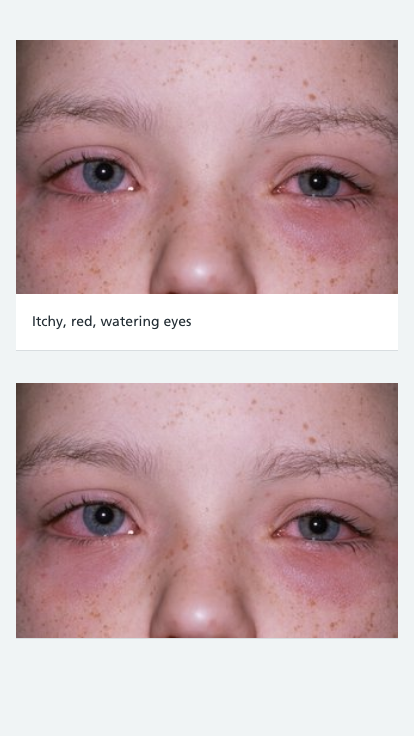 Itchy, red, watering eyes